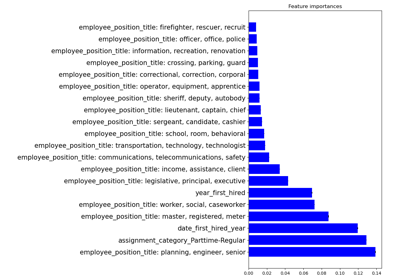 Feature importances
employee_position_title: firefighter, rescuer, recruit
employee_position_title: officer, office, police
employee_position_title: information, recreation, renovation
employee_position_title: crossing, parking, guard
employee_position_title: correctional, correction, corporal
employee_position_title: operator, equipment, apprentice
employee_position_title: sheriff, deputy, autobody
employee_position_title: lieutenant, captain, chief
employee_position_title: sergeant, candidate, cashier
employee_position_title: school, room, behavioral
employee_position_title: transportation, technology, technologist
employee_position_title: communications, telecommunications, safety
employee_position_title: income, assistance, client
employee_position_title: legislative, principal, executive
year_first_hired
employee_position_title: worker, social, caseworker
employee_position_title: master, registered, meter
date_first_hired_year
assignment_category_Parttime-Regular
employee_position_title: planning, engineer, senior
0.00 0.02 0.04 0.06 0.08 0.10 0.12 0.14